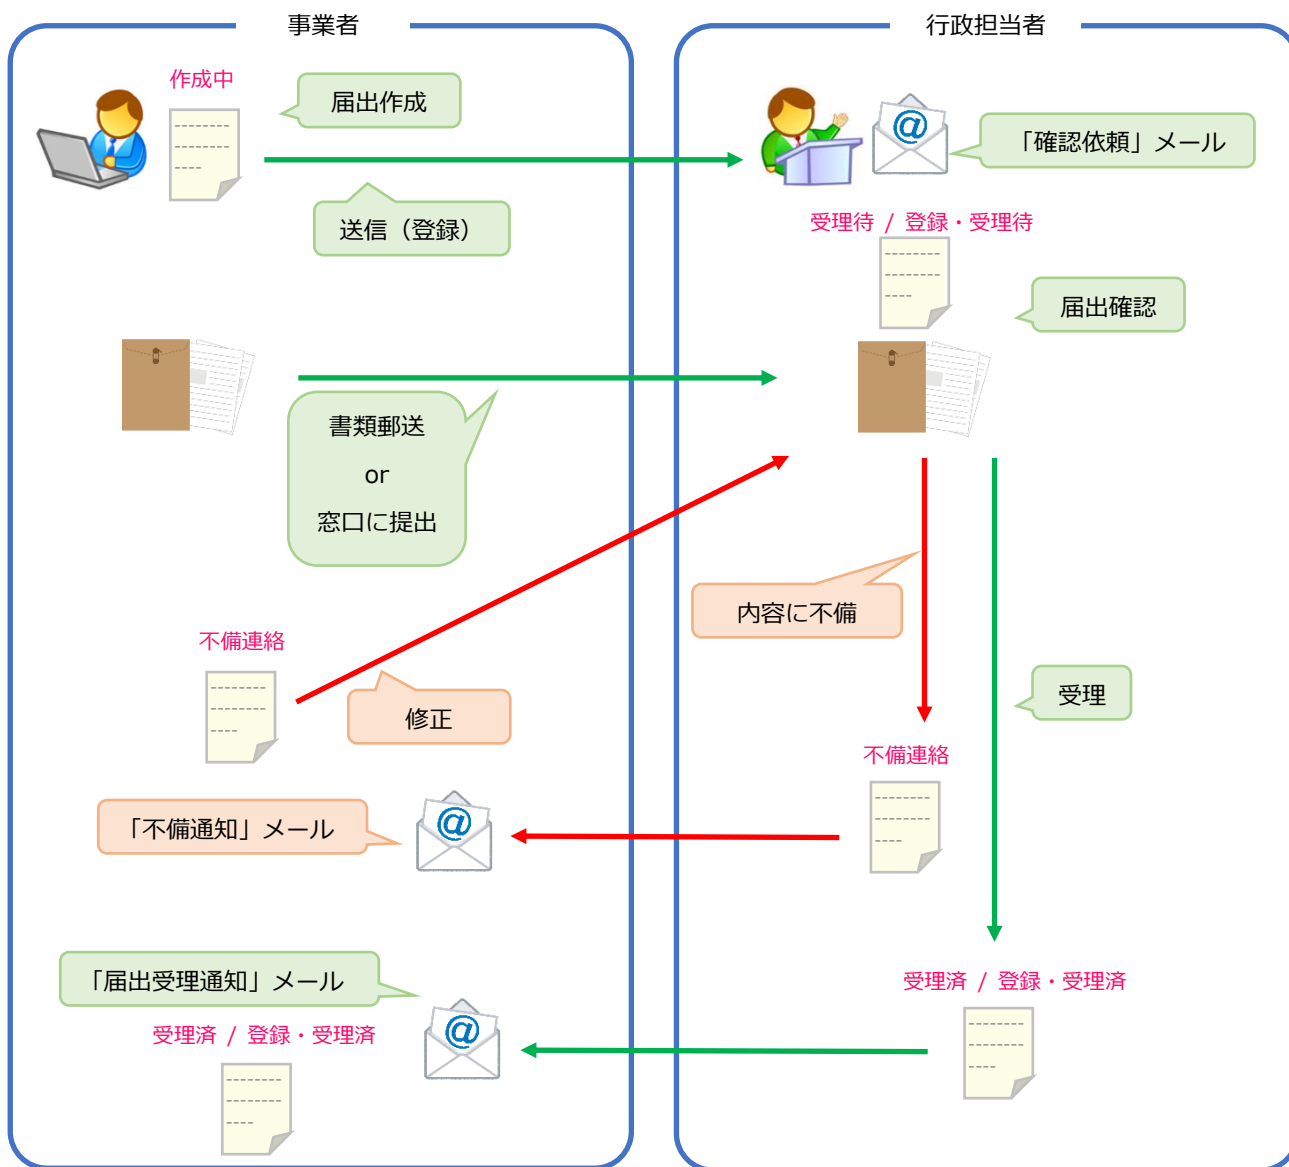 事業者
行政担当者
作成中
届出作成
「確認依頼」メール
送信（登録）
受理待 / 登録・受理待
届出確認
書類郵送
or
窓口に提出
内容に不備
不備連絡
修正
受理
不備連絡
「不備通知」メール
「届出受理通知」メール
受理済 / 登録・受理済
受理済 / 登録・受理済